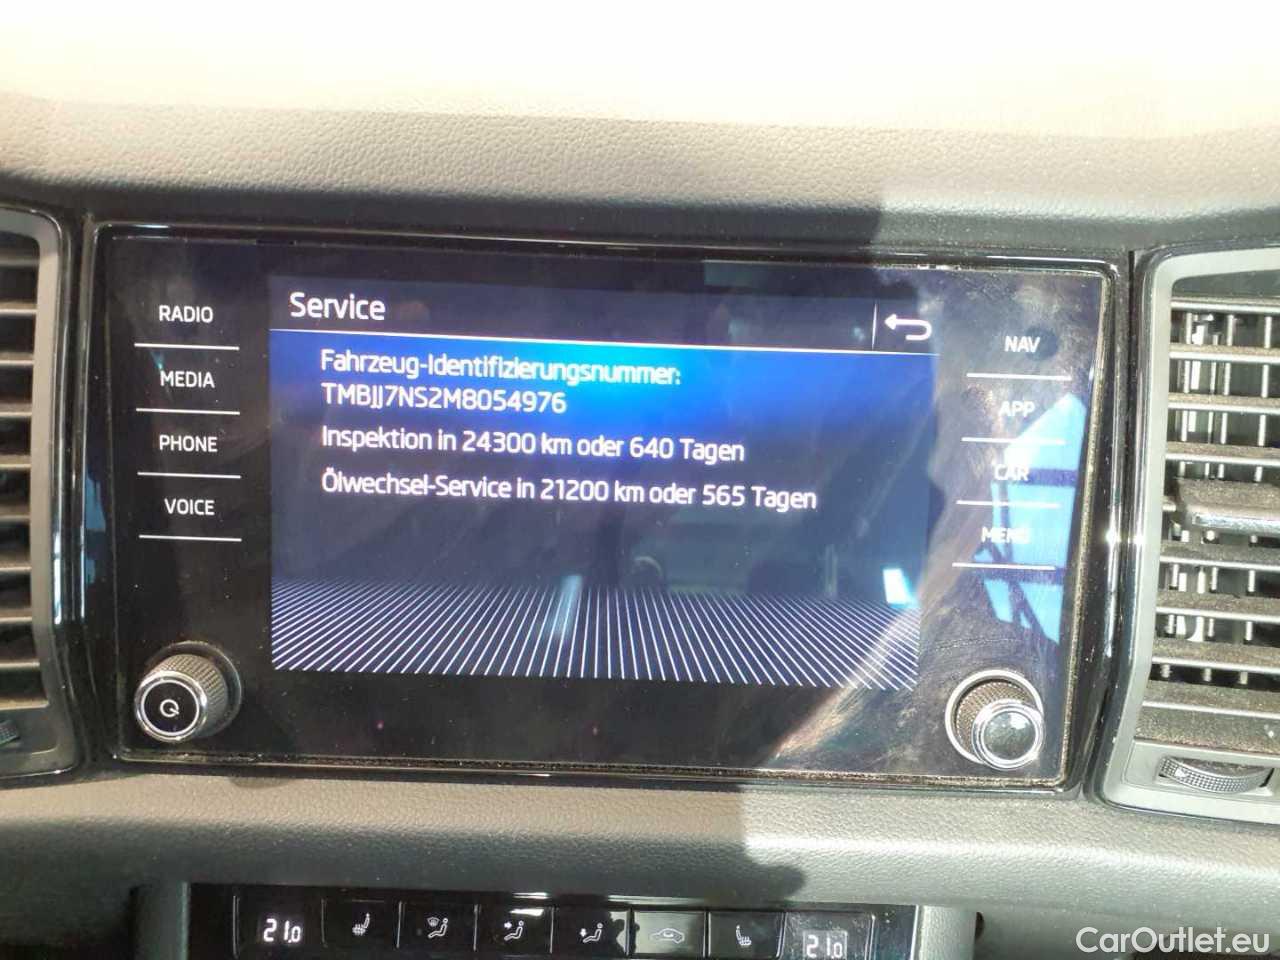 Service
RADIO
MEDIA
PHONE
VOICE
NAV
APP
CAR
MENU
Fahrzeug-Identifizierungsnummer:
TMBJJ7NS2M8054976
Inspektion in 24300 km oder 640 Tagen
Ölwechsel-Service in 21200 km oder 565 Tagen
21.0
21.0
CarOutlet.eu